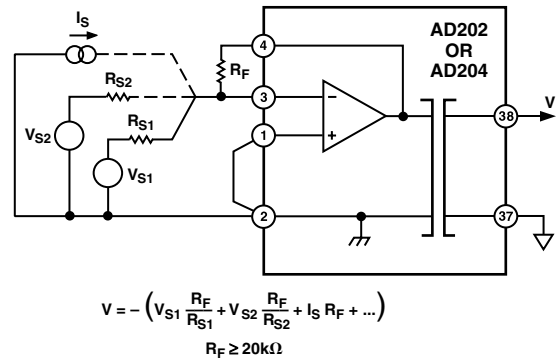 I_S
4
AD202
OR
AD204
R_F
R_S2
3
38
V
R_S1
1
V_S2
V_S1
2
37
V = – (V_S1 R_F/R_S1 + V_S2 R_F/R_S2 + I_S R_F + ...)
R_F ≥ 20kΩ